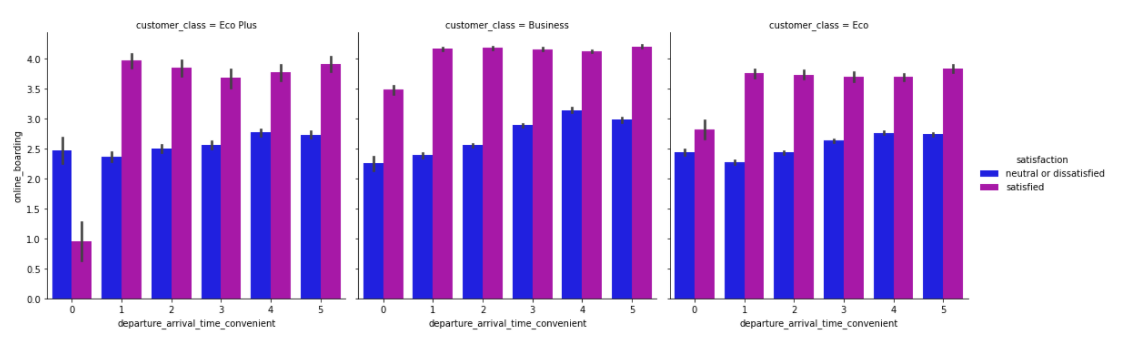 customer_class = Eco Plus
customer_class = Business
customer_class = Eco
online_boarding
4.0
3.5
3.0
2.5
2.0
1.5
1.0
0.5
0.0
0 1 2 3 4 5
departure_arrival_time_convenient
0 1 2 3 4 5
departure_arrival_time_convenient
0 1 2 3 4 5
departure_arrival_time_convenient
satisfaction
neutral or dissatisfied
satisfied